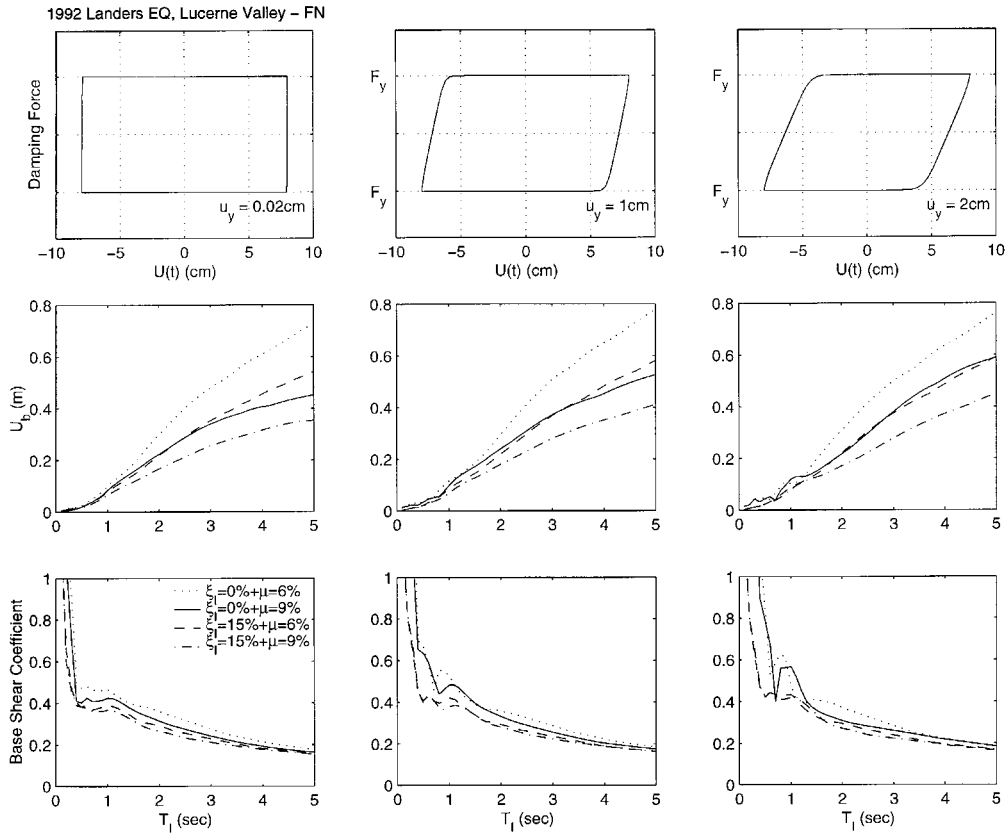 1992 Landers EQ, Lucerne Valley – FN
Damping Force
u_y = 0.02cm
−10 −5 0 5 10
U(t) (cm)
F_y
F_y
u_y = 1cm
−10 −5 0 5 10
U(t) (cm)
F_y
F_y
u_y = 2cm
−10 −5 0 5 10
U(t) (cm)
U_b (m)
0.8
0.6
0.4
0.2
0
0 1 2 3 4 5
0.8
0.6
0.4
0.2
0
0 1 2 3 4 5
0.8
0.6
0.4
0.2
0
0 1 2 3 4 5
Base Shear Coefficient
1
0.8
0.6
0.4
0.2
0
ξ_I=0%+μ=6%
ξ_I=0%+μ=9%
ξ_I=15%+μ=6%
ξ_I=15%+μ=9%
0 1 2 3 4 5
T_I (sec)
1
0.8
0.6
0.4
0.2
0
0 1 2 3 4 5
T_I (sec)
1
0.8
0.6
0.4
0.2
0
0 1 2 3 4 5
T_I (sec)